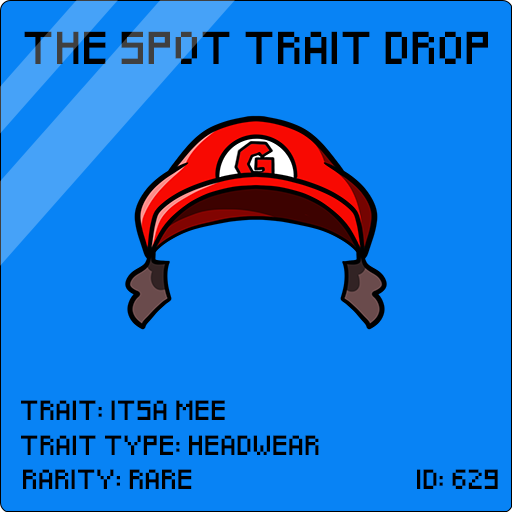 THE SPOT TRAIT DROP
G
TRAIT: ITSA MEE
TRAIT TYPE: HEADWEAR
RARITY: RARE
ID: 629